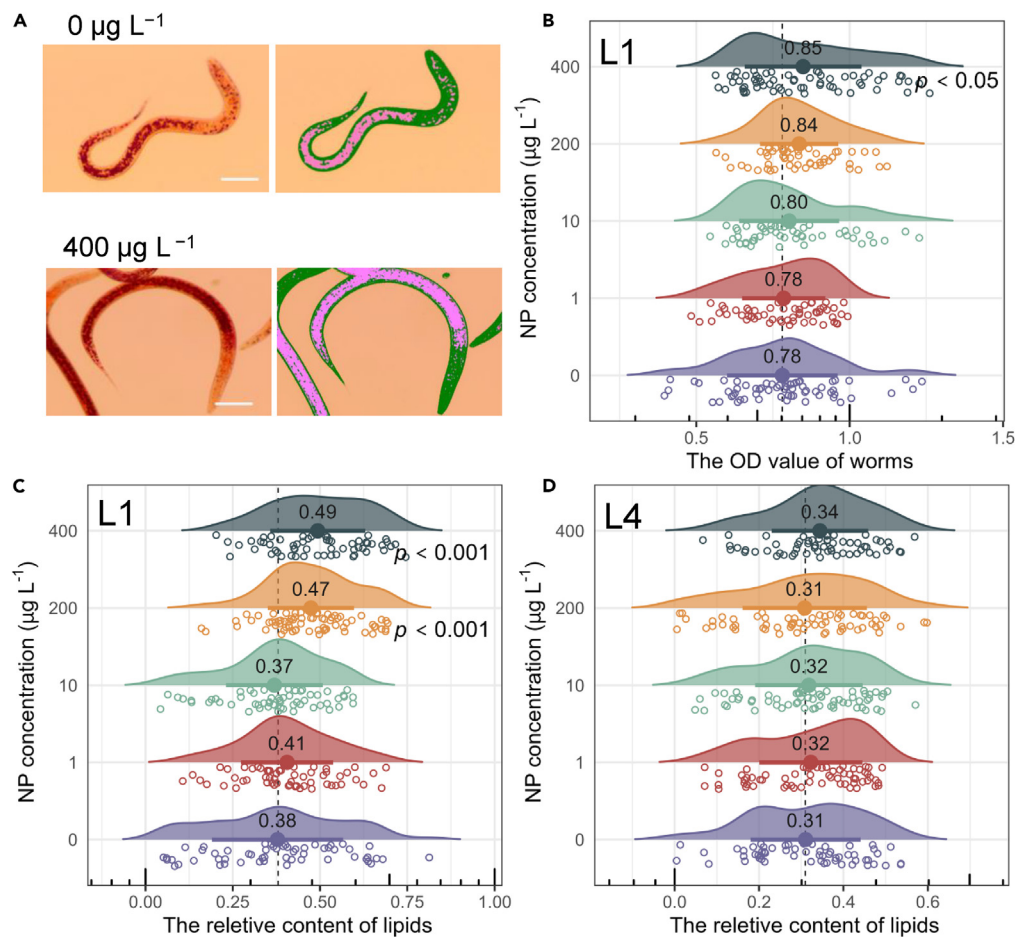 A
0 µg L⁻¹
400 µg L⁻¹
B
L1
NP concentration (µg L⁻¹)
400
0.85
p < 0.05
200
0.84
10
0.80
1
0.78
0
0.78
0.5
1.0
1.5
The OD value of worms
C
L1
NP concentration (µg L⁻¹)
400
0.49
p < 0.001
200
0.47
p < 0.001
10
0.37
1
0.41
0
0.38
0.00
0.25
0.50
0.75
1.00
The reletive content of lipids
D
L4
NP concentration (µg L⁻¹)
400
0.34
200
0.31
10
0.32
1
0.32
0
0.31
0.0
0.2
0.4
0.6
The reletive content of lipids